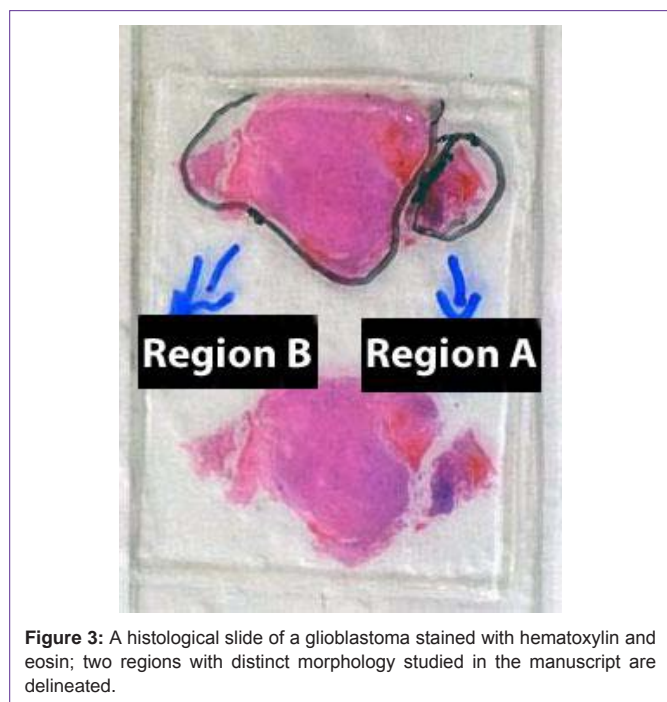 Region B
Region A
Figure 3: A histological slide of a glioblastoma stained with hematoxylin and
eosin; two regions with distinct morphology studied in the manuscript are
delineated.